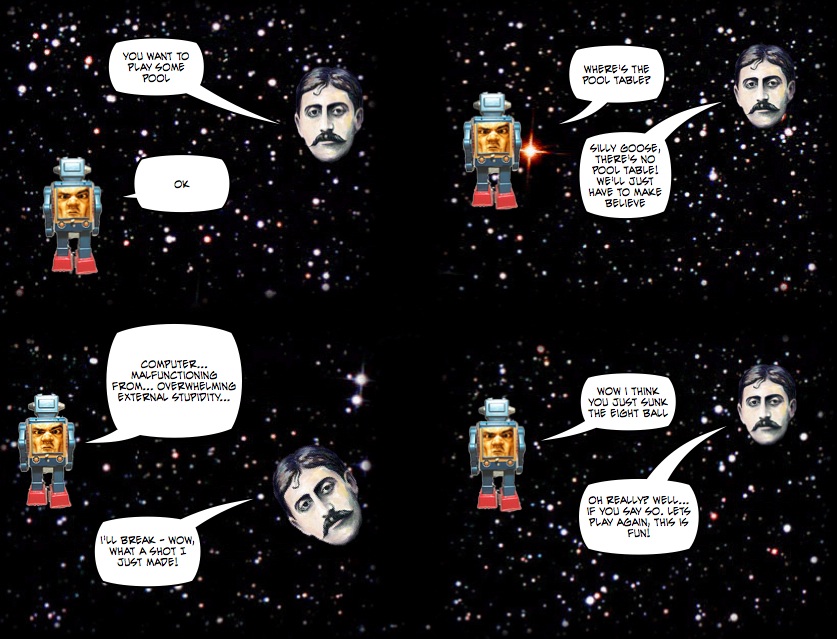 YOU WANT TO
PLAY SOME
POOL
OK
WHERE'S THE
POOL TABLE?
SILLY GOOSE,
THERE'S NO
POOL TABLE!
WE'LL JUST
HAVE TO MAKE
BELIEVE
COMPUTER...
MALFUNCTIONING
FROM... OVERWHELMING
EXTERNAL STUPIDITY...
I'LL BREAK - WOW,
WHAT A SHOT I
JUST MADE!
WOW I THINK
YOU JUST SUNK
THE EIGHT BALL
OH REALLY? WELL...
IF YOU SAY SO. LETS
PLAY AGAIN, THIS IS
FUN!